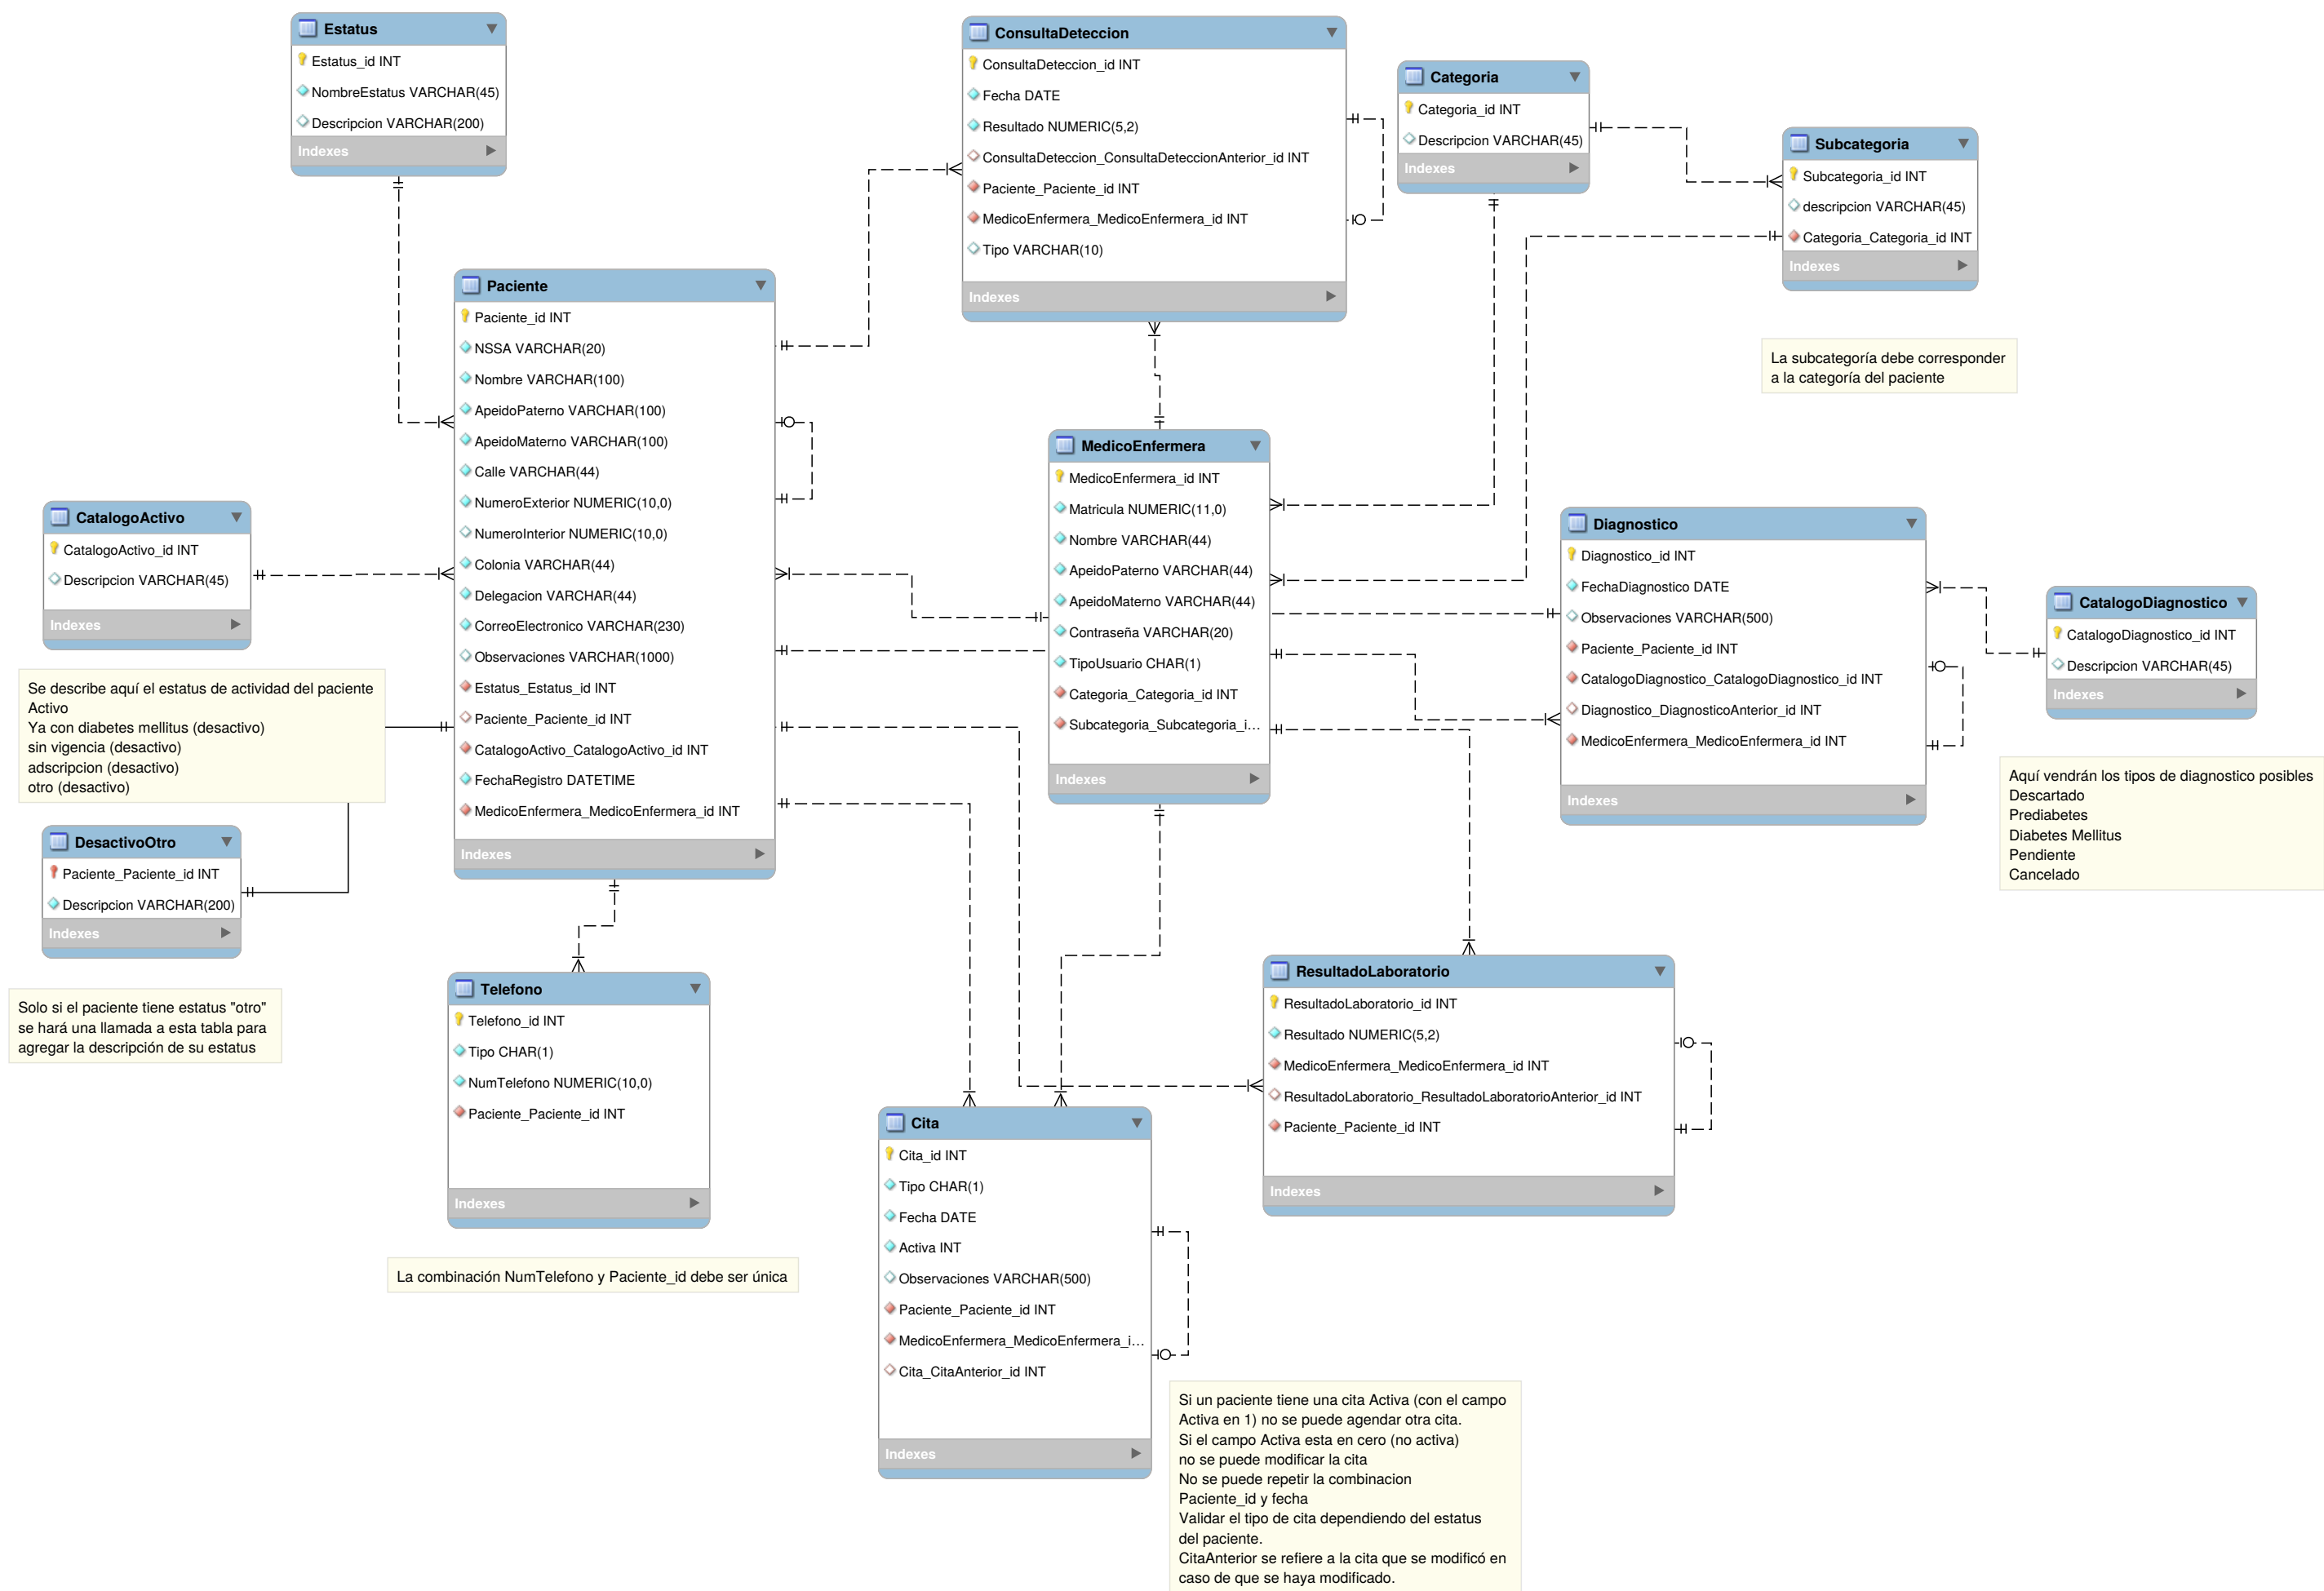 Estatus
Estatus_id INT
NombreEstatus VARCHAR(45)
Descripcion VARCHAR(200)
Indexes
ConsultaDeteccion
ConsultaDeteccion_id INT
Fecha DATE
Resultado NUMERIC(5,2)
ConsultaDeteccion_ConsultaDeteccionAnterior_id INT
Paciente_Paciente_id INT
MedicoEnfermera_MedicoEnfermera_id INT
Tipo VARCHAR(10)
Indexes
Categoria
Categoria_id INT
Descripcion VARCHAR(45)
Indexes
Subcategoria
Subcategoria_id INT
descripcion VARCHAR(45)
Categoria_Categoria_id INT
Indexes
La subcategoría debe corresponder
a la categoría del paciente
Paciente
Paciente_id INT
NSSA VARCHAR(20)
Nombre VARCHAR(100)
ApeidoPaterno VARCHAR(100)
ApeidoMaterno VARCHAR(100)
Calle VARCHAR(44)
NumeroExterior NUMERIC(10,0)
NumeroInterior NUMERIC(10,0)
Colonia VARCHAR(44)
Delegacion VARCHAR(44)
CorreoElectronico VARCHAR(230)
Observaciones VARCHAR(1000)
Estatus_Estatus_id INT
Paciente_Paciente_id INT
CatalogoActivo_CatalogoActivo_id INT
FechaRegistro DATETIME
MedicoEnfermera_MedicoEnfermera_id INT
Indexes
MedicoEnfermera
MedicoEnfermera_id INT
Matricula NUMERIC(11,0)
Nombre VARCHAR(44)
ApeidoPaterno VARCHAR(44)
ApeidoMaterno VARCHAR(44)
Contraseña VARCHAR(20)
TipoUsuario CHAR(1)
Categoria_Categoria_id INT
Subcategoria_Subcategoria_i...
Indexes
CatalogoActivo
CatalogoActivo_id INT
Descripcion VARCHAR(45)
Indexes
Se describe aquí el estatus de actividad del paciente
Activo
Ya con diabetes mellitus (desactivo)
sin vigencia (desactivo)
adscripcion (desactivo)
otro (desactivo)
Diagnostico
Diagnostico_id INT
FechaDiagnostico DATE
Observaciones VARCHAR(500)
Paciente_Paciente_id INT
CatalogoDiagnostico_CatalogoDiagnostico_id INT
Diagnostico_DiagnosticoAnterior_id INT
MedicoEnfermera_MedicoEnfermera_id INT
Indexes
CatalogoDiagnostico
CatalogoDiagnostico_id INT
Descripcion VARCHAR(45)
Indexes
Aquí vendrán los tipos de diagnostico posibles
Descartado
Prediabetes
Diabetes Mellitus
Pendiente
Cancelado
DesactivoOtro
Paciente_Paciente_id INT
Descripcion VARCHAR(200)
Indexes
Solo si el paciente tiene estatus "otro"
se hará una llamada a esta tabla para
agregar la descripción de su estatus
Telefono
Telefono_id INT
Tipo CHAR(1)
NumTelefono NUMERIC(10,0)
Paciente_Paciente_id INT
Indexes
La combinación NumTelefono y Paciente_id debe ser única
ResultadoLaboratorio
ResultadoLaboratorio_id INT
Resultado NUMERIC(5,2)
MedicoEnfermera_MedicoEnfermera_id INT
ResultadoLaboratorio_ResultadoLaboratorioAnterior_id INT
Paciente_Paciente_id INT
Indexes
Cita
Cita_id INT
Tipo CHAR(1)
Fecha DATE
Activa INT
Observaciones VARCHAR(500)
Paciente_Paciente_id INT
MedicoEnfermera_MedicoEnfermera_i...
Cita_CitaAnterior_id INT
Indexes
Si un paciente tiene una cita Activa (con el campo
Activa en 1) no se puede agendar otra cita.
Si el campo Activa esta en cero (no activa)
no se puede modificar la cita
No se puede repetir la combinacion
Paciente_id y fecha
Validar el tipo de cita dependiendo del estatus
del paciente.
CitaAnterior se refiere a la cita que se modificó en
caso de que se haya modificado.